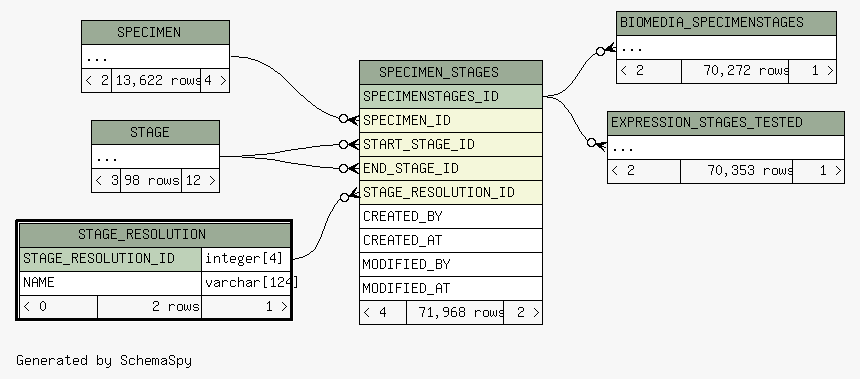 SPECIMEN
...
< 2 13,622 rows 4 >
STAGE
...
< 3 98 rows 12 >
STAGE_RESOLUTION
STAGE_RESOLUTION_ID integer[4]
NAME varchar[124]
< 0 2 rows 1 >
SPECIMEN_STAGES
SPECIMENSTAGES_ID
SPECIMEN_ID
START_STAGE_ID
END_STAGE_ID
STAGE_RESOLUTION_ID
CREATED_BY
CREATED_AT
MODIFIED_BY
MODIFIED_AT
< 4 71,968 rows 2 >
BIOMEDIA_SPECIMENSTAGES
...
< 2 70,272 rows 1 >
EXPRESSION_STAGES_TESTED
...
< 2 70,353 rows 1 >
Generated by SchemaSpy